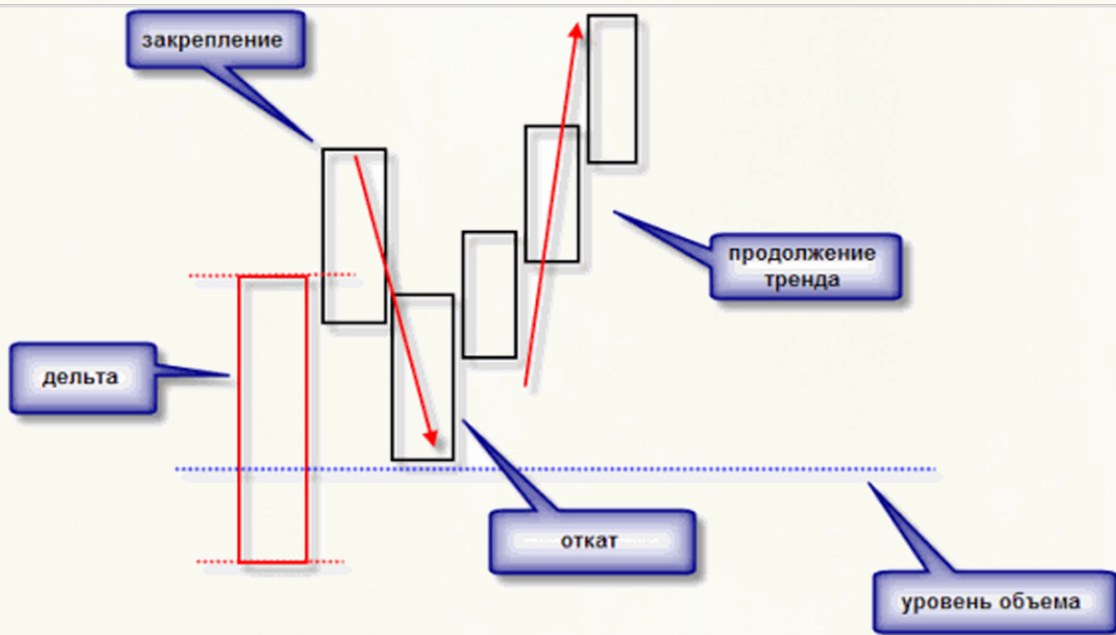 закрепление
продолжение
тренда
дельта
откат
уровень объема